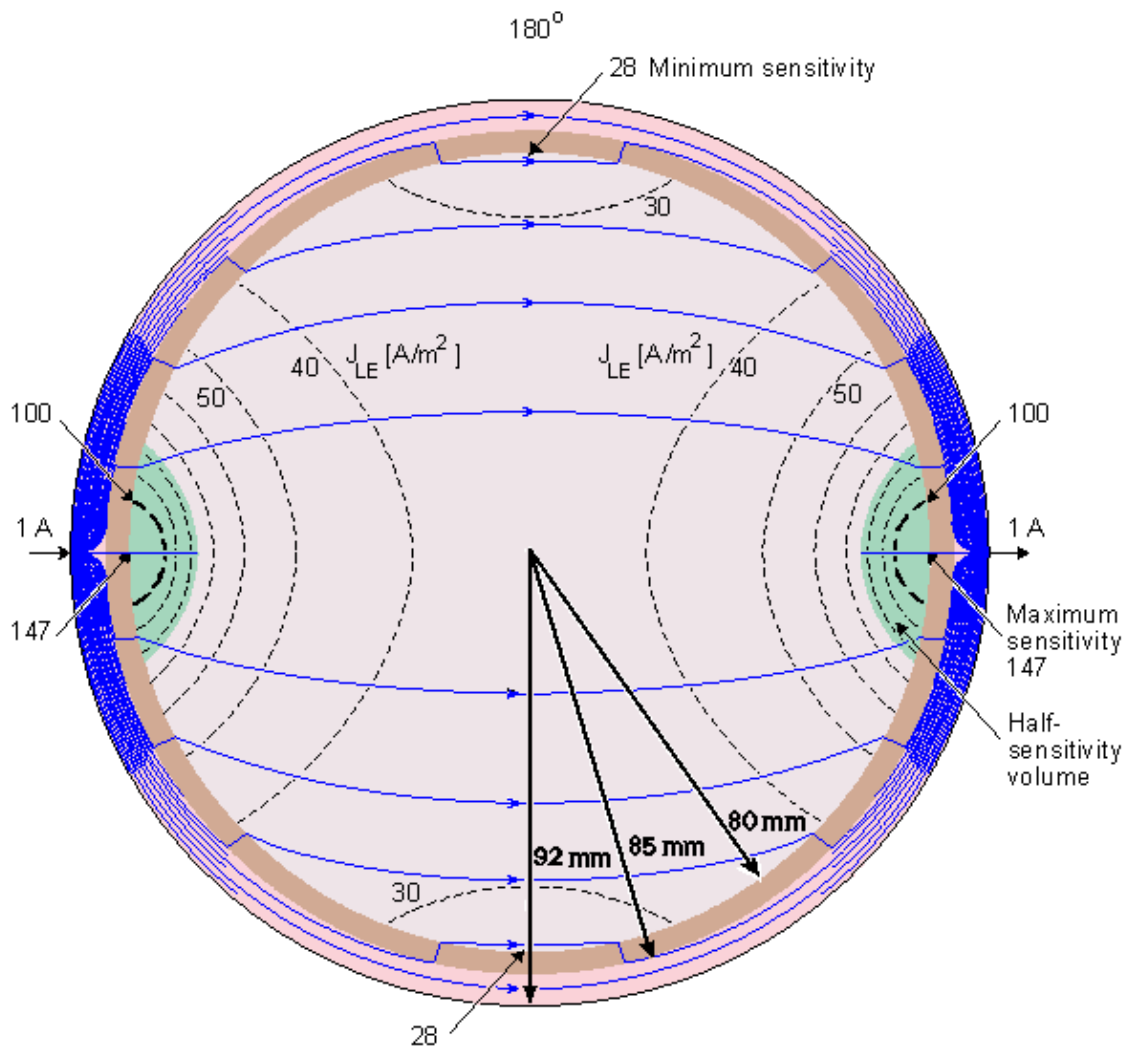 180°
28 Minimum sensitivity
30
J_LE [A/m²]
J_LE [A/m²]
40
40
50
50
100
100
1 A
1 A
147
Maximum
sensitivity
147
Half-
sensitivity
volume
80 mm
85 mm
92 mm
30
28